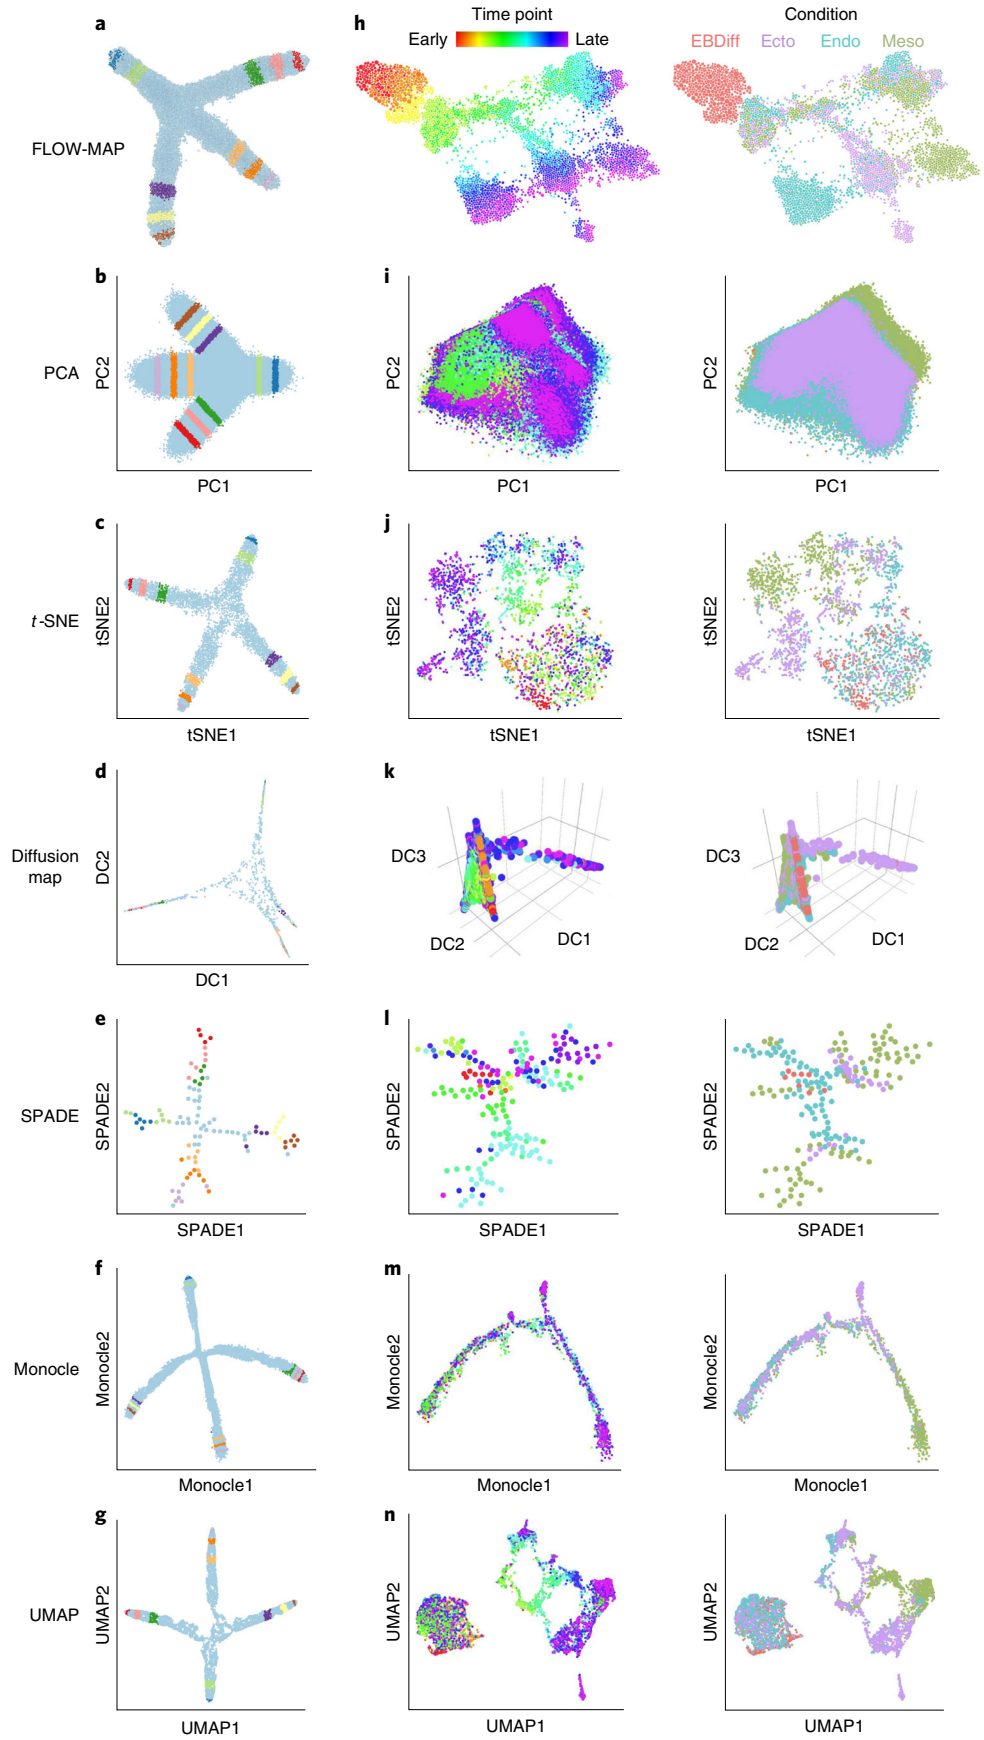 a
FLOW-MAP
h
Time point
Early
Late
Condition
EBDiff Ecto Endo Meso
b
PCA
PC2
PC1
i
PC2
PC1
PC2
PC1
c
t-SNE
tSNE2
tSNE1
j
tSNE2
tSNE1
tSNE2
tSNE1
d
Diffusion
map
DC2
DC1
k
DC3
DC2
DC1
DC3
DC2
DC1
e
SPADE
SPADE2
SPADE1
l
SPADE2
SPADE1
SPADE2
SPADE1
f
Monocle
Monocle2
Monocle1
m
Monocle2
Monocle1
Monocle2
Monocle1
g
UMAP
UMAP2
UMAP1
n
UMAP2
UMAP1
UMAP2
UMAP1